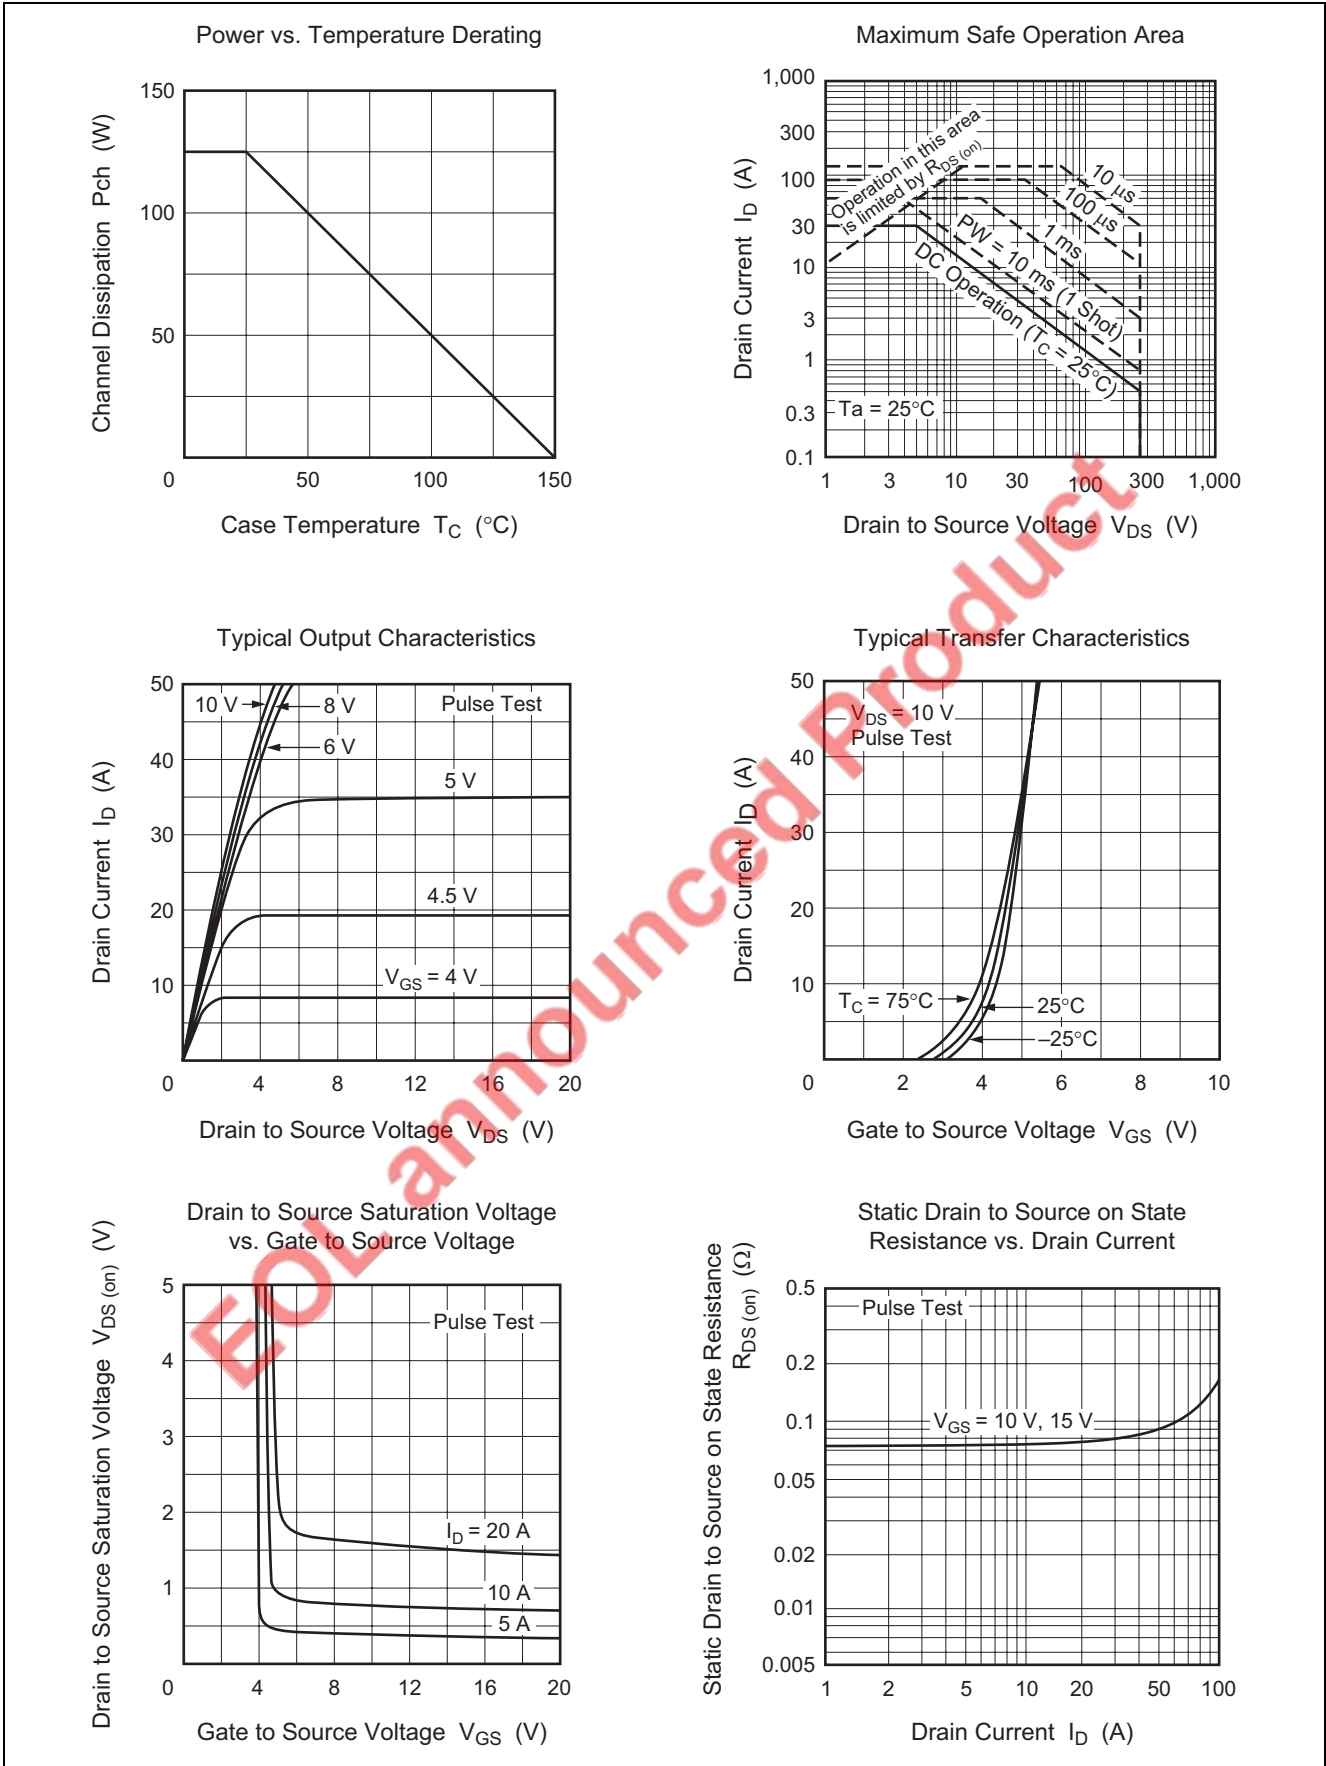 Power vs. Temperature Derating
150
100
50
0
50
100
150
Channel Dissipation Pch (W)
Case Temperature TC (°C)
Maximum Safe Operation Area
1,000
300
100
30
10
3
1
0.3
0.1
1
3
10
30
100
300
1,000
Drain Current ID (A)
Operation in this area
is limited by RDS (on)
10 μs
100 μs
1 ms
PW = 10 ms (1 Shot)
DC Operation (TC = 25°C)
Ta = 25°C
Drain to Source Voltage VDS (V)
Typical Output Characteristics
50
40
30
20
10
0
4
8
12
16
20
Drain Current ID (A)
10 V
8 V
6 V
Pulse Test
5 V
4.5 V
VGS = 4 V
Drain to Source Voltage VDS (V)
Typical Transfer Characteristics
50
40
30
20
10
0
2
4
6
8
10
Drain Current ID (A)
VDS = 10 V
Pulse Test
TC = 75°C
25°C
–25°C
Gate to Source Voltage VGS (V)
Drain to Source Saturation Voltage
vs. Gate to Source Voltage
5
4
3
2
1
0
4
8
12
16
20
Drain to Source Saturation Voltage VDS (on) (V)
Pulse Test
ID = 20 A
10 A
5 A
Gate to Source Voltage VGS (V)
Static Drain to Source on State
Resistance vs. Drain Current
0.5
0.2
0.1
0.05
0.02
0.01
0.005
1
2
5
10
20
50
100
Static Drain to Source on State Resistance
RDS (on) (Ω)
Pulse Test
VGS = 10 V, 15 V
Drain Current ID (A)
EOL announced Product